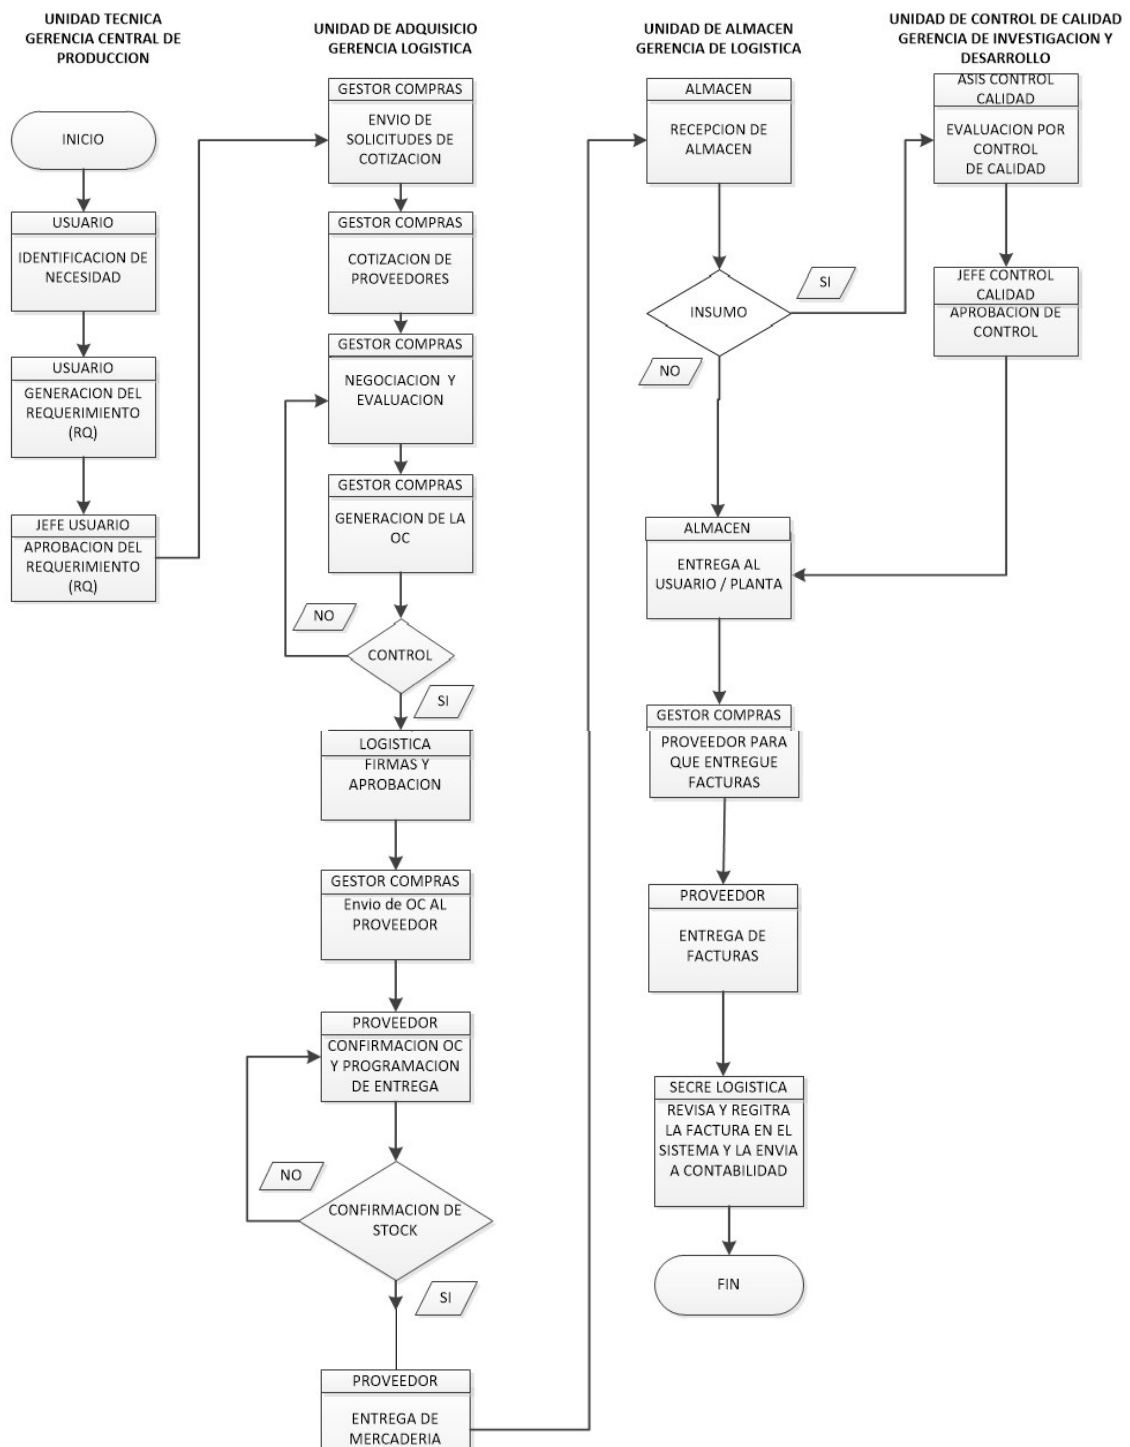 UNIDAD TECNICA
GERENCIA CENTRAL DE
PRODUCCION
INICIO
USUARIO
IDENTIFICACION DE
NECESIDAD
USUARIO
GENERACION DEL
REQUERIMIENTO
(RQ)
JEFE USUARIO
APROBACION DEL
REQUERIMIENTO
(RQ)
UNIDAD DE ADQUISICIO
GERENCIA LOGISTICA
GESTOR COMPRAS
ENVIO DE
SOLICITUDES DE
COTIZACION
GESTOR COMPRAS
COTIZACION DE
PROVEEDORES
GESTOR COMPRAS
NEGOCIACION Y
EVALUACION
GESTOR COMPRAS
GENERACION DE LA
OC
NO
CONTROL
SI
LOGISTICA
FIRMAS Y
APROBACION
GESTOR COMPRAS
Envio de OC AL
PROVEEDOR
PROVEEDOR
CONFIRMACION OC
Y PROGRAMACION
DE ENTREGA
NO
CONFIRMACION DE
STOCK
SI
PROVEEDOR
ENTREGA DE
MERCADERIA
UNIDAD DE ALMACEN
GERENCIA DE LOGISTICA
ALMACEN
RECEPCION DE
ALMACEN
INSUMO
SI
NO
ALMACEN
ENTREGA AL
USUARIO / PLANTA
GESTOR COMPRAS
PROVEEDOR PARA
QUE ENTREGUE
FACTURAS
PROVEEDOR
ENTREGA DE
FACTURAS
SECRE LOGISTICA
REVISA Y REGITRA
LA FACTURA EN EL
SISTEMA Y LA ENVIA
A CONTABILIDAD
FIN
UNIDAD DE CONTROL DE CALIDAD
GERENCIA DE INVESTIGACION Y
DESARROLLO
ASIS CONTROL
CALIDAD
EVALUACION POR
CONTROL
DE CALIDAD
JEFE CONTROL
CALIDAD
APROBACION DE
CONTROL